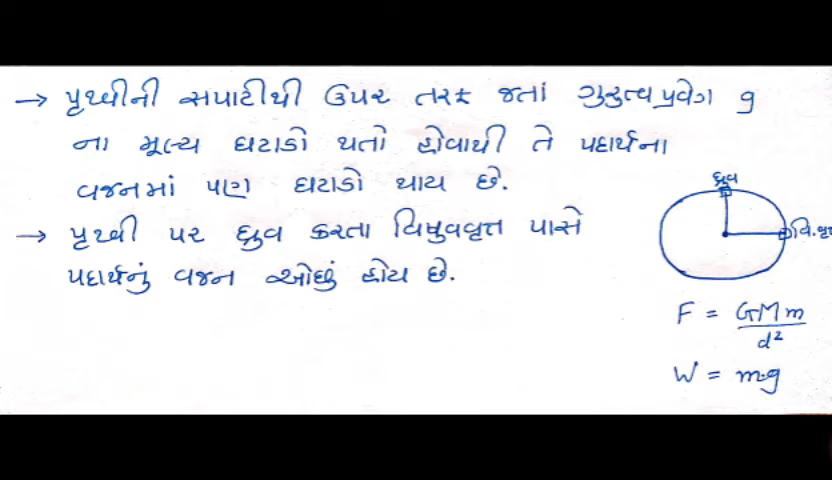 → પૃથ્વીની સપાટીથી ઉપર તરફ જતાં ગુરુત્વપ્રવેગ g
ના મૂલ્ય ઘટાડો થતો હોવાથી તે પદાર્થના
વજનમાં પણ ઘટાડો થાય છે.
→ પૃથ્વી પર ધ્રુવ કરતા વિષુવવૃત્ત પાસે
પદાર્થનું વજન ઓછું હોય છે.
ધ્રુવ
વિ.વૃ
F = GMm / d²
W = m·g